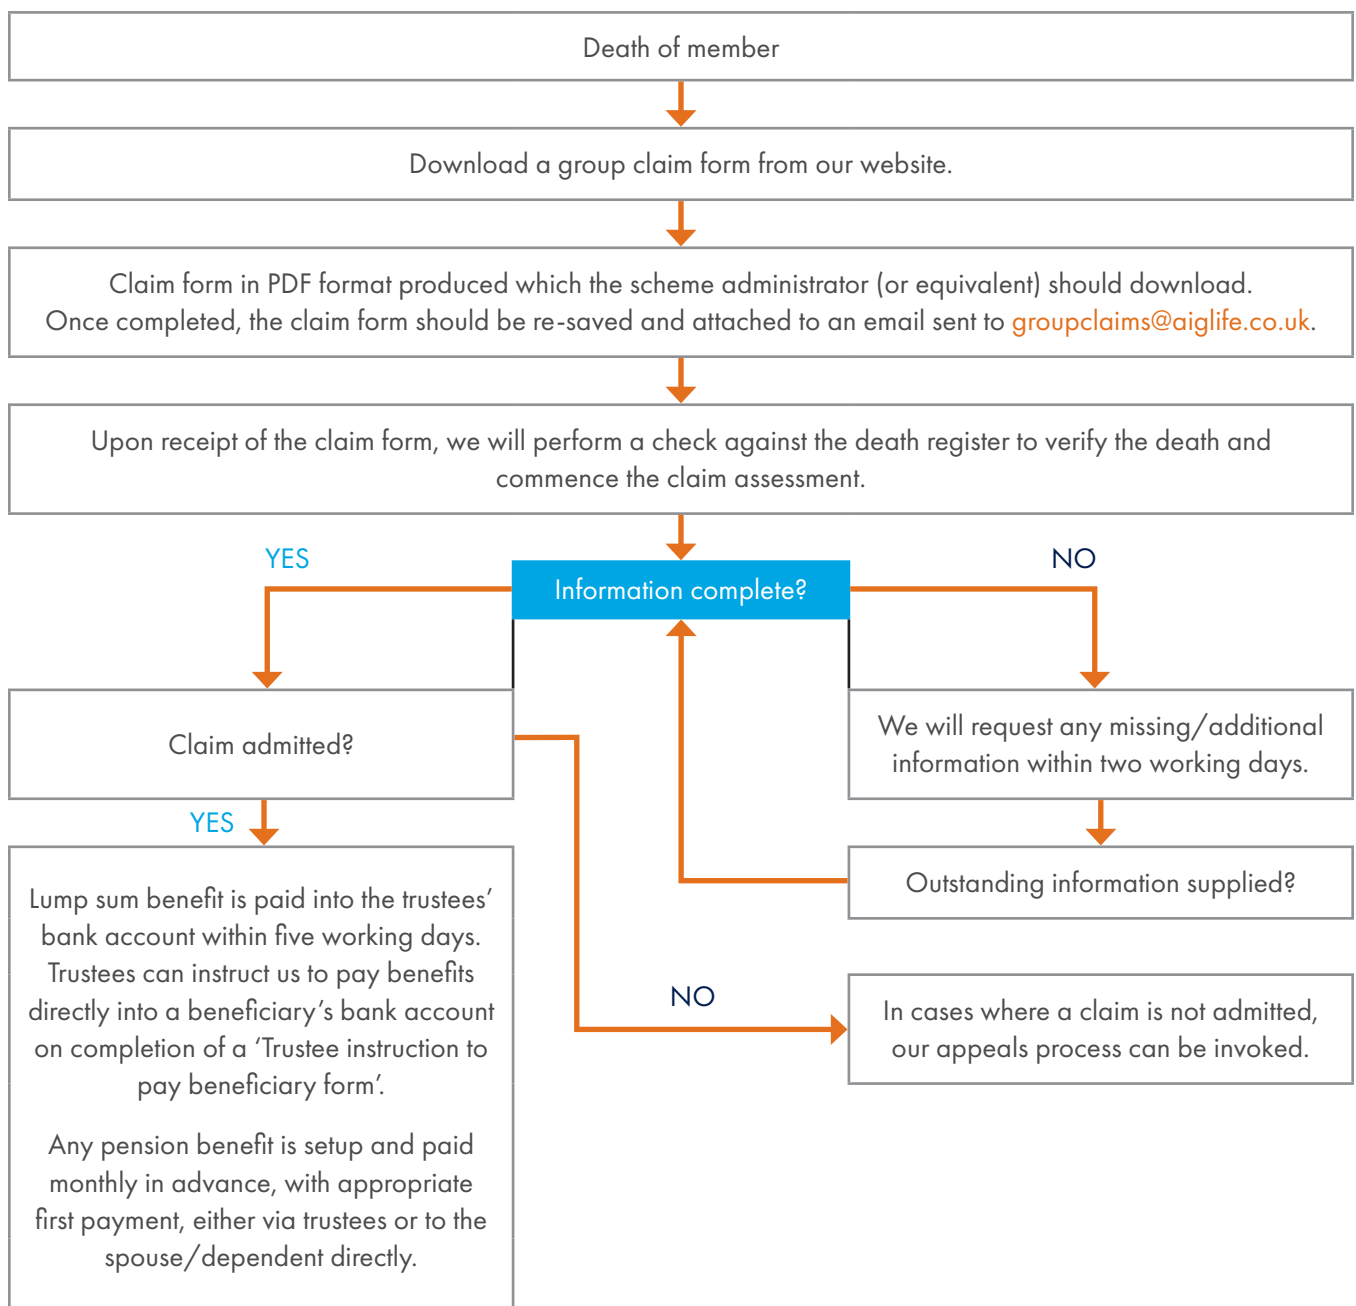 Death of member
Download a group claim form from our website.
Claim form in PDF format produced which the scheme administrator (or equivalent) should download.
Once completed, the claim form should be re-saved and attached to an email sent to groupclaims@aiglife.co.uk.
Upon receipt of the claim form, we will perform a check against the death register to verify the death and
commence the claim assessment.
YES
Information complete?
NO
Claim admitted?
We will request any missing/additional
information within two working days.
YES
Outstanding information supplied?
Lump sum benefit is paid into the trustees’
bank account within five working days.
Trustees can instruct us to pay benefits
directly into a beneficiary’s bank account
on completion of a ‘Trustee instruction to
pay beneficiary form’.
Any pension benefit is setup and paid
monthly in advance, with appropriate
first payment, either via trustees or to the
spouse/dependent directly.
NO
In cases where a claim is not admitted,
our appeals process can be invoked.